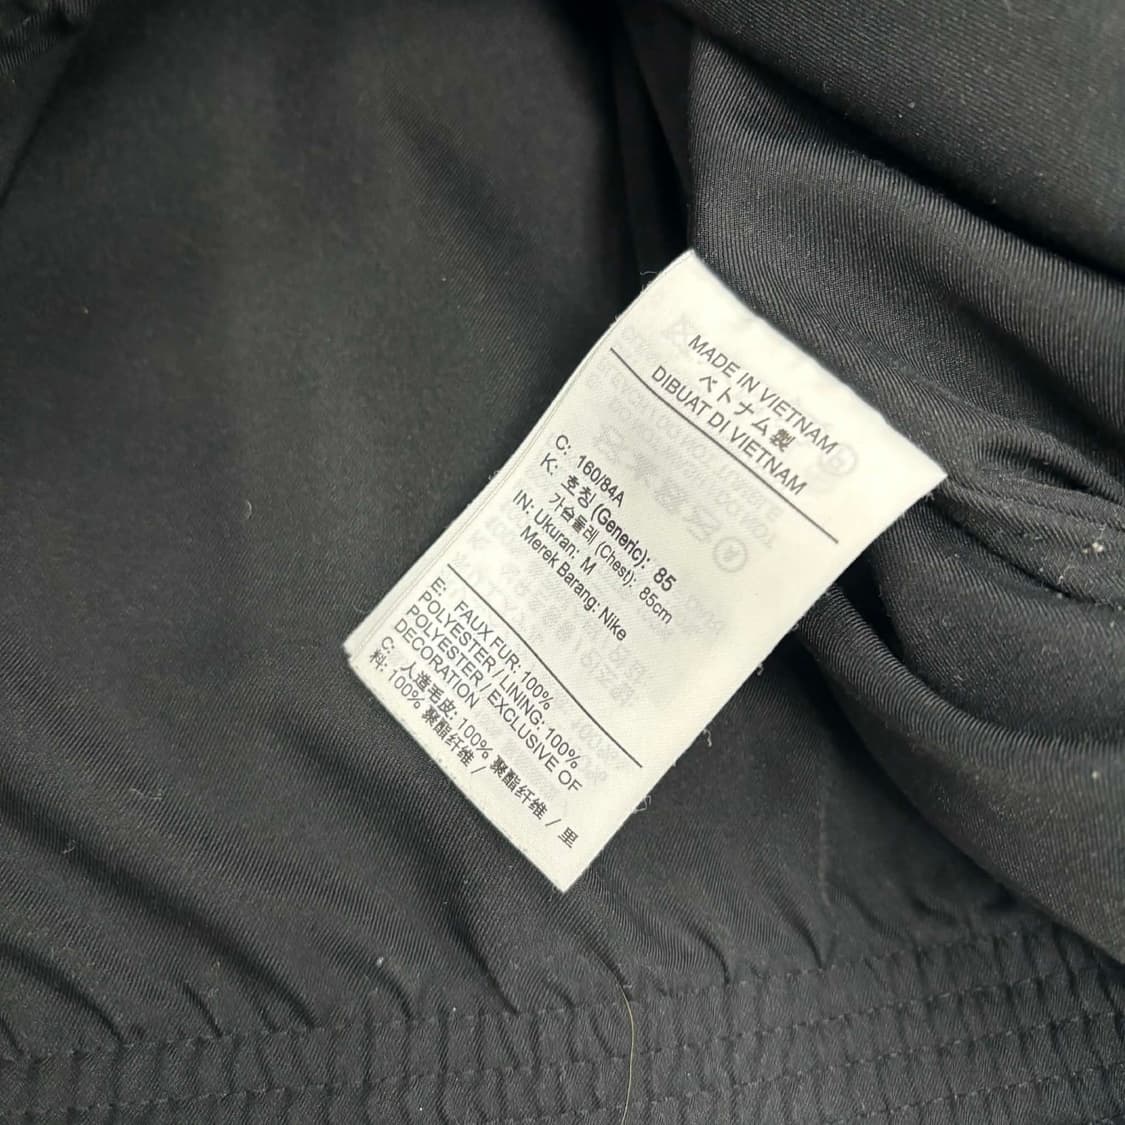 MADE IN VIETNAM
ベトナム製
DIBUAT DI VIETNAM
C: 160/84A
K: 호칭 (Generic): 85
가슴둘레 (Chest): 85cm
IN: Ukuran: M
Merek Barang: Nike
E: FAUX FUR: 100%
POLYESTER / LINING: 100%
POLYESTER / EXCLUSIVE OF
DECORATION
C: 人造毛皮: 100% 聚酯纤维 / 里
料: 100% 聚酯纤维